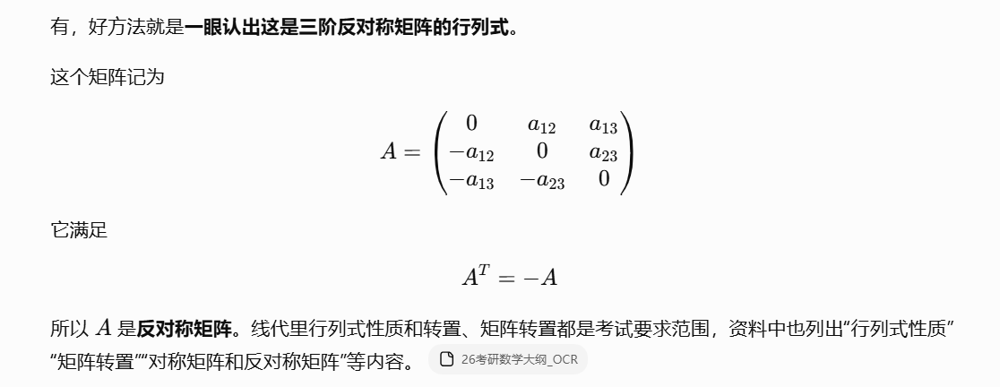 有，好方法就是一眼认出这是三阶反对称矩阵的行列式。
这个矩阵记为
A = \begin{pmatrix} 0 & a_{12} & a_{13} \\ -a_{12} & 0 & a_{23} \\ -a_{13} & -a_{23} & 0 \end{pmatrix}
它满足
A^T = -A
所以 A 是反对称矩阵。线代里行列式性质和转置、矩阵转置都是考试要求范围，资料中也列出“行列式性质”
“矩阵转置”“对称矩阵和反对称矩阵”等内容。 26考研数学大纲_OCR